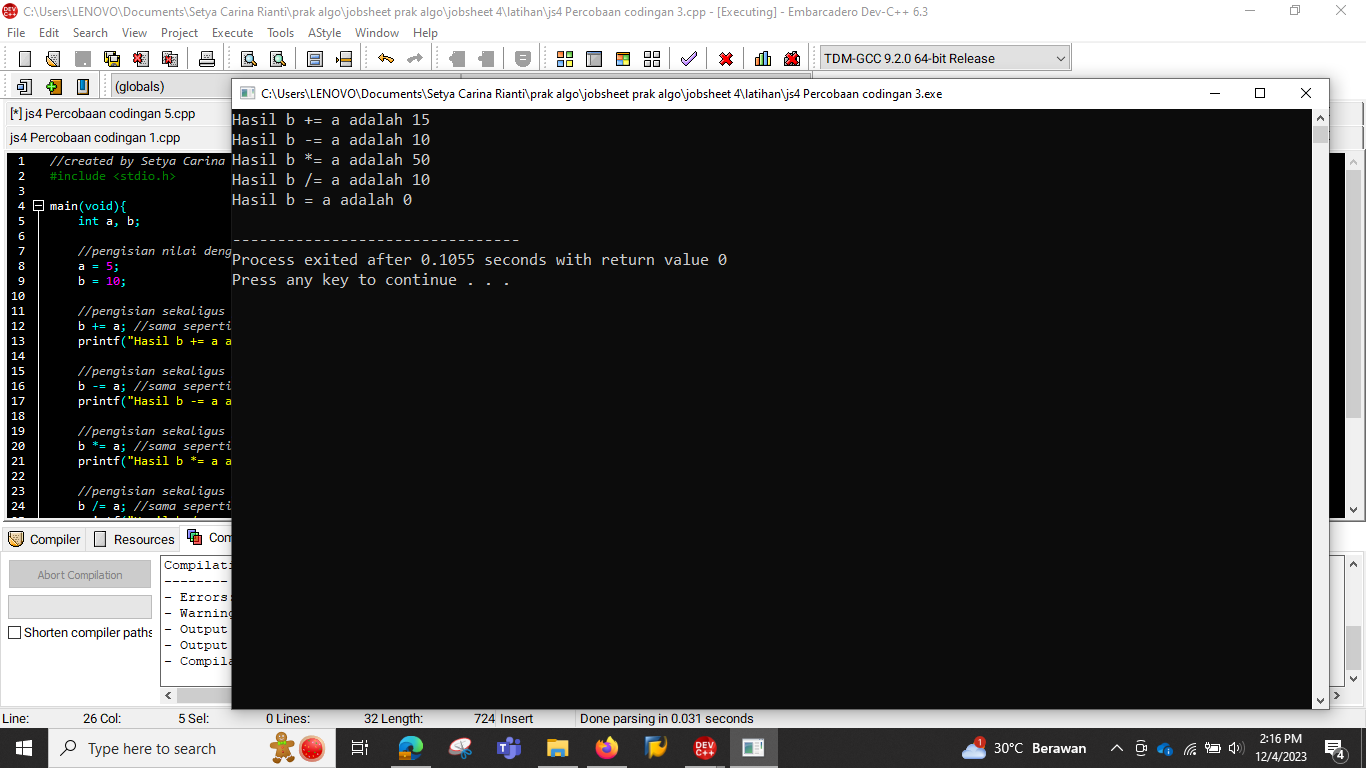 C:\Users\LENOVO\Documents\Setya Carina Rianti\prak algo\jobsheet prak algo\jobsheet 4\latihan\js4 Percobaan codingan 3.cpp - [Executing] - Embarcadero Dev-C++ 6.3
File Edit Search View Project Execute Tools AStyle Window Help
TDM-GCC 9.2.0 64-bit Release
(globals)
[*] js4 Percobaan codingan 5.cpp
js4 Percobaan codingan 1.cpp
1 //created by Setya Carina
2 #include <stdio.h>
3
4 main(void){
5 int a, b;
6
7 //pengisian nilai deng
8 a = 5;
9 b = 10;
10
11 //pengisian sekaligus
12 b += a; //sama seperti
13 printf("Hasil b += a a
14
15 //pengisian sekaligus
16 b -= a; //sama seperti
17 printf("Hasil b -= a a
18
19 //pengisian sekaligus
20 b *= a; //sama seperti
21 printf("Hasil b *= a a
22
23 //pengisian sekaligus
24 b /= a; //sama seperti
C:\Users\LENOVO\Documents\Setya Carina Rianti\prak algo\jobsheet prak algo\jobsheet 4\latihan\js4 Percobaan codingan 3.exe
Hasil b += a adalah 15
Hasil b -= a adalah 10
Hasil b *= a adalah 50
Hasil b /= a adalah 10
Hasil b = a adalah 0
--------------------------------
Process exited after 0.1055 seconds with return value 0
Press any key to continue . . .
Compiler Resources Com
Abort Compilation
Shorten compiler paths
Compilati
--------
- Errors:
- Warning
- Output
- Output
- Compila
Line: 26 Col: 5 Sel: 0 Lines: 32 Length: 724 Insert Done parsing in 0.031 seconds
Type here to search
DEV C++
1
30°C Berawan
2:16 PM
12/4/2023
4